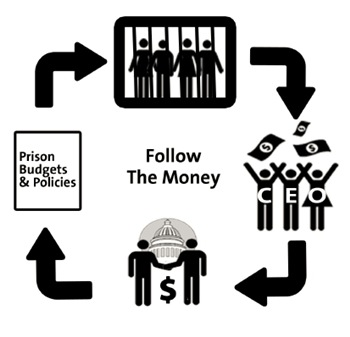 Prison
Budgets
& Policies
Follow
The Money
$
$
$
C E O
$